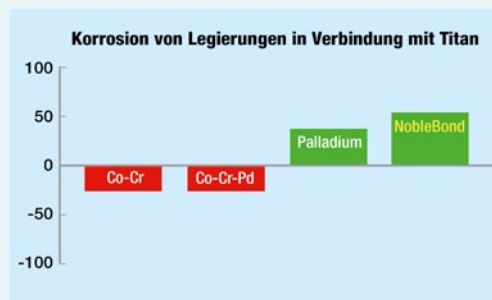 Korrosion von Legierungen in Verbindung mit Titan
100
50
0
-50
-100
Co-Cr
Co-Cr-Pd
Palladium
NobleBond